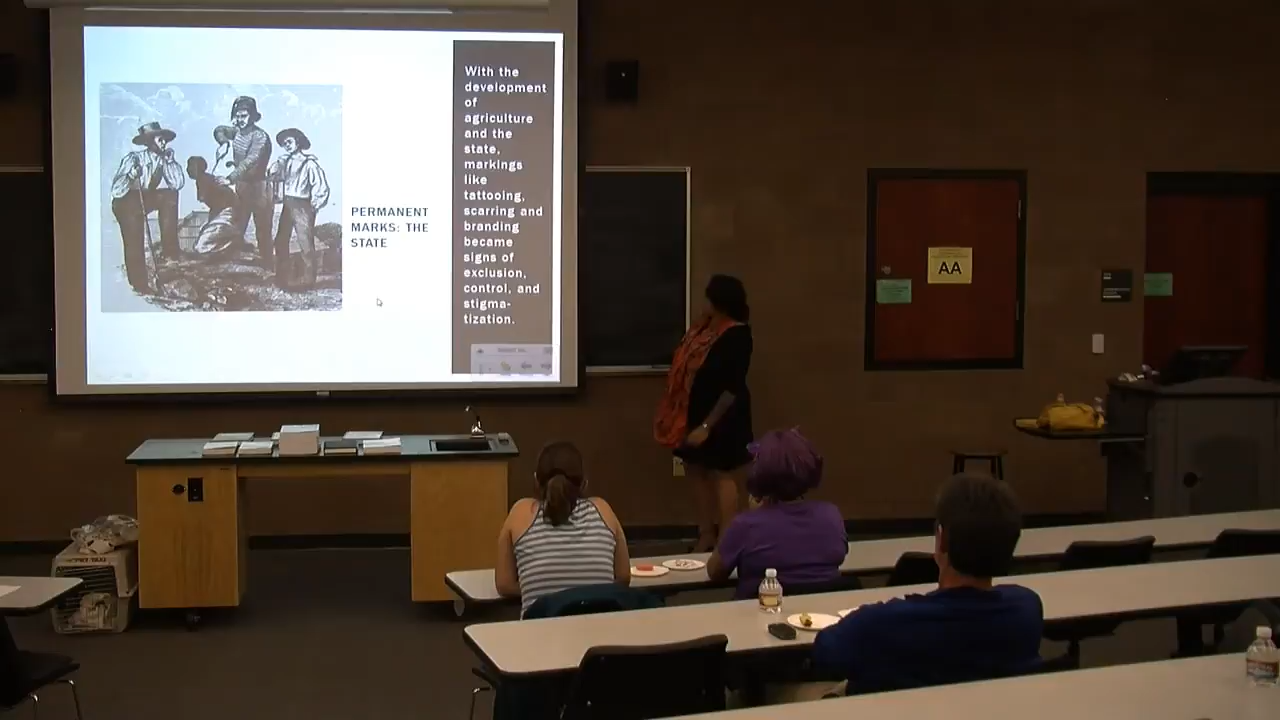 PERMANENT
MARKS: THE
STATE
With the
development
of
agriculture
and the
state,
markings
like
tattooing,
scarring and
branding
became
signs of
exclusion,
control, and
stigma-
tization.
AA